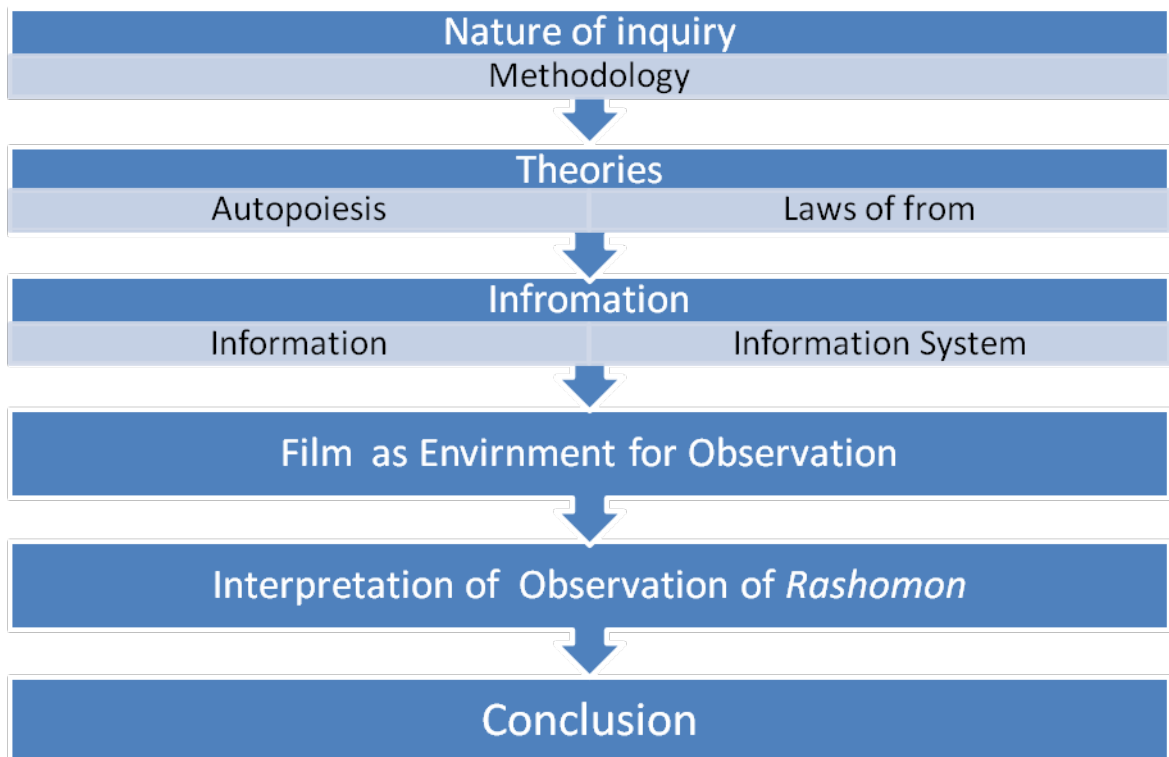 Nature of inquiry
Methodology
Theories
Autopoiesis
Laws of from
Infromation
Information
Information System
Film as Envirnment for Observation
Interpretation of Observation of Rashomon
Conclusion